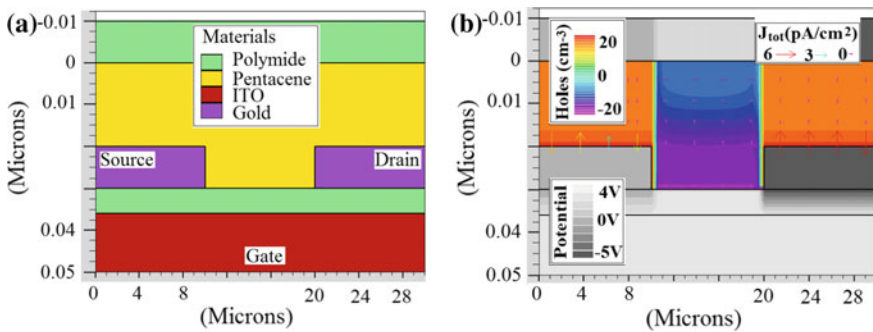 (a)
Materials
Polymide
Pentacene
ITO
Gold
Source
Drain
Gate
-0.01
0
0.01
0.04
0.05
(Microns)
0
4
8
20
24
28
(Microns)
(b)
Holes (cm-3)
20
0
-20
Jtot(pA/cm2)
6 3 0
Potential
4V
0V
-5V
-0.01
0
0.01
0.04
0.05
(Microns)
0
4
8
20
24
28
(Microns)